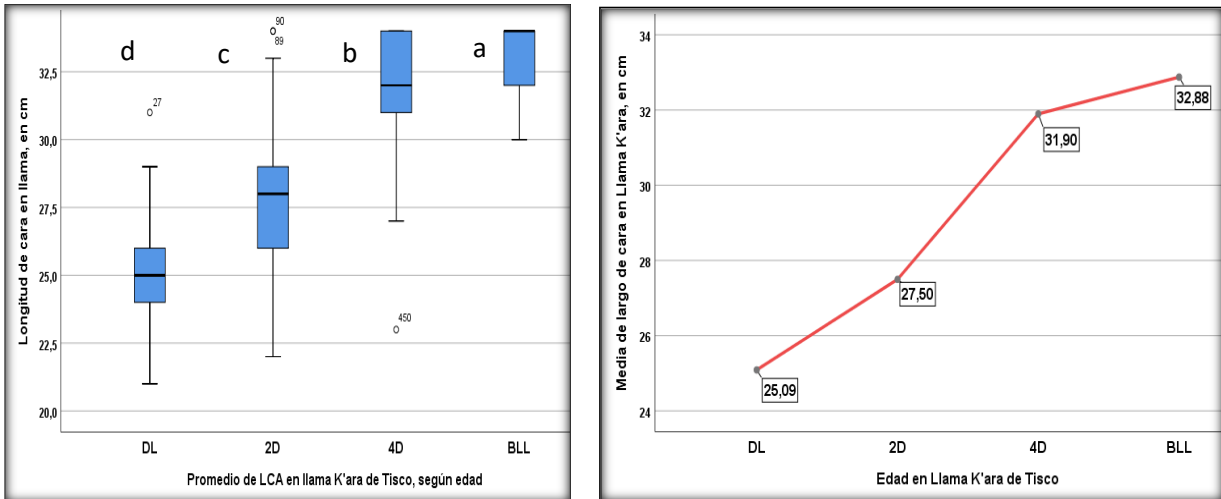 Longitud de cara en llama, en cm
32,5
30,0
27,5
25,0
22,5
20,0
d
c
b
a
27
90
89
450
DL
2D
4D
BLL
Promedio de LCA en llama K'ara de Tisco, según edad
Media de largo de cara en Llama K'ara, en cm
34
32
30
28
26
24
25,09
27,50
31,90
32,88
DL
2D
4D
BLL
Edad en Llama K'ara de Tisco